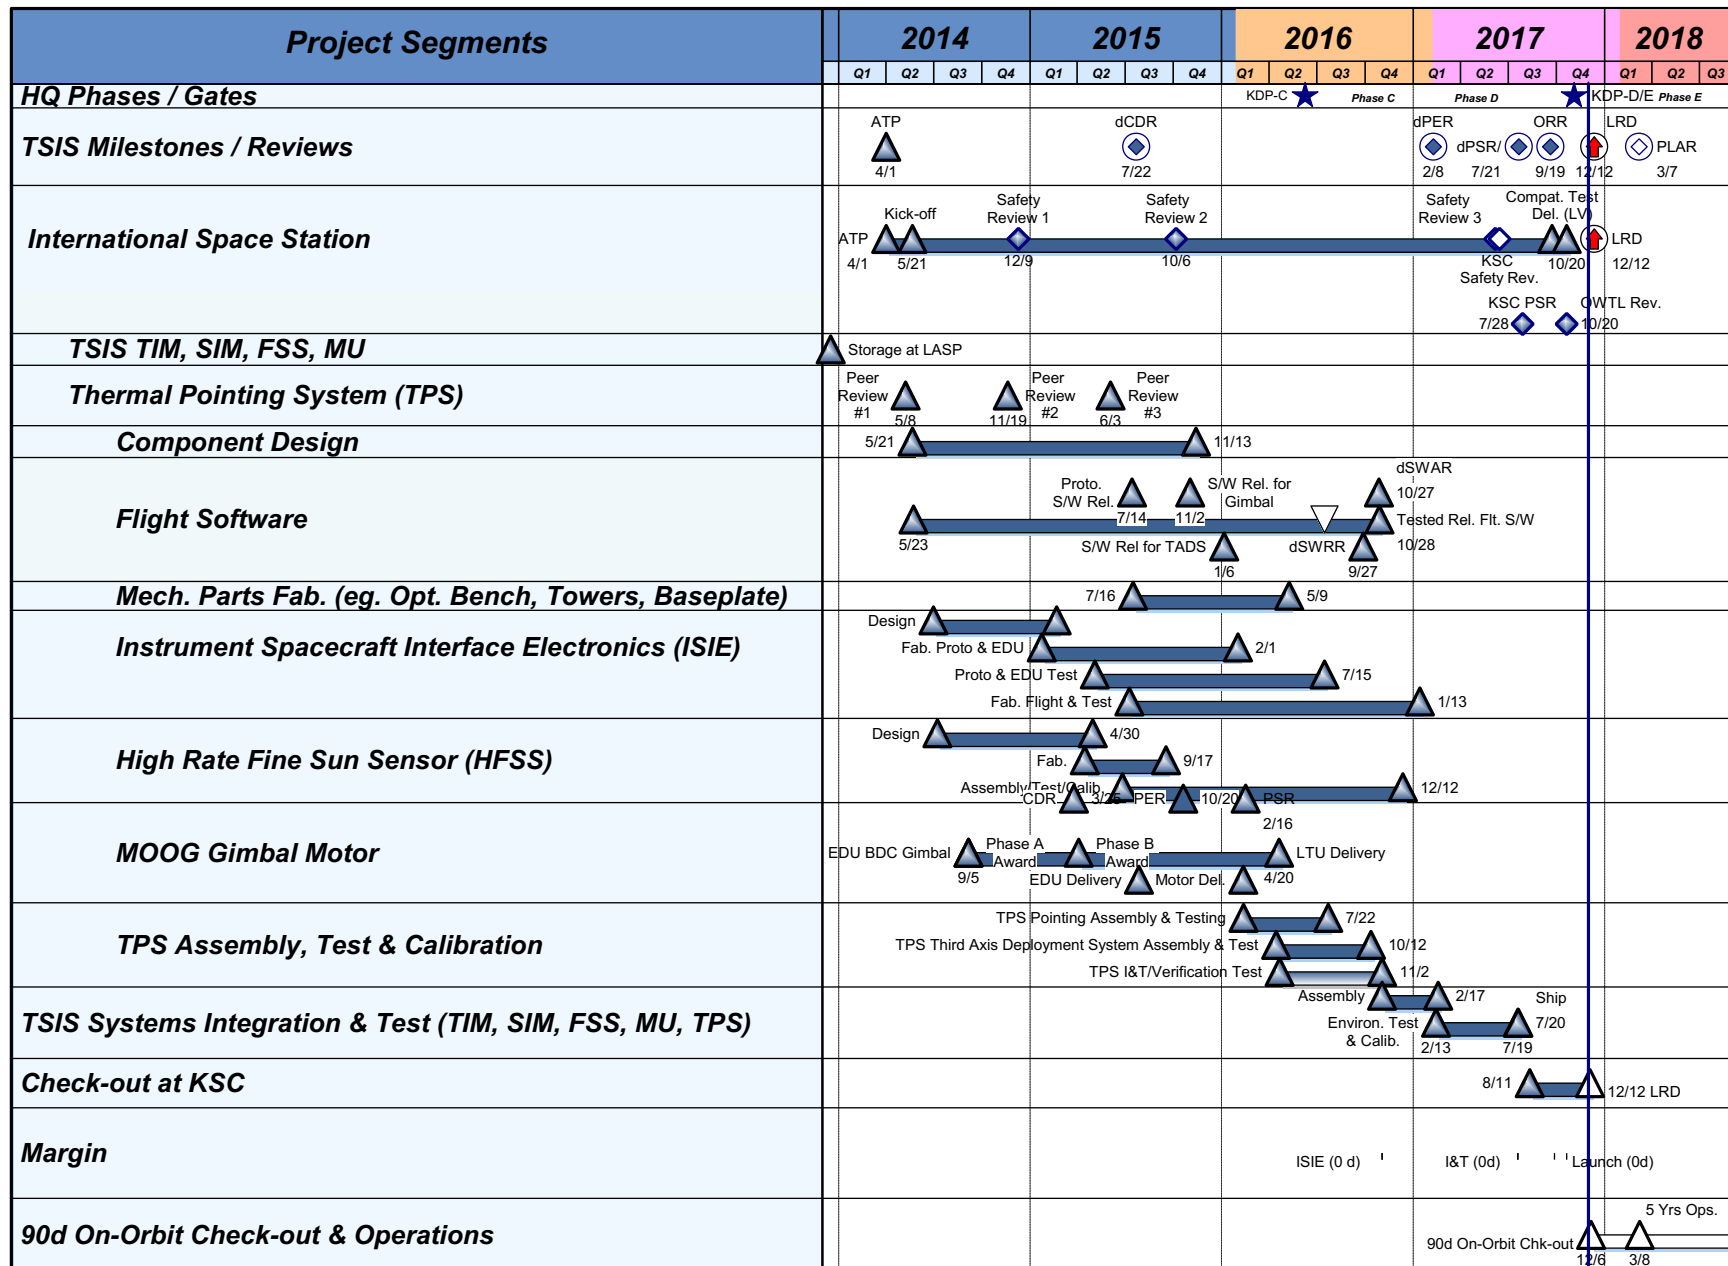 Project Segments
2014
2015
2016
2017
2018
Q1 Q2 Q3 Q4 Q1 Q2 Q3 Q4 Q1 Q2 Q3 Q4 Q1 Q2 Q3 Q4 Q1 Q2 Q3
HQ Phases / Gates
KDP-C
Phase C
Phase D
KDP-D/E
Phase E
TSIS Milestones / Reviews
ATP
4/1
dCDR
7/22
dPER
2/8
dPSR/
7/21
ORR
9/19
LRD
12/12
PLAR
3/7
International Space Station
ATP
4/1
Kick-off
5/21
Safety
Review 1
12/9
Safety
Review 2
10/6
Safety
Review 3
KSC
Safety Rev.
Compat. Test
Del. (LV)
10/20
LRD
12/12
KSC PSR
7/28
OWTL Rev.
10/20
TSIS TIM, SIM, FSS, MU
Storage at LASP
Thermal Pointing System (TPS)
Peer
Review
#1
5/8
11/19
Peer
Review
#2
6/3
Peer
Review
#3
Component Design
5/21
11/13
Flight Software
5/23
Proto.
S/W Rel.
7/14
11/2
S/W Rel. for
Gimbal
S/W Rel for TADS
1/6
dSWRR
9/27
dSWAR
10/27
Tested Rel. Flt. S/W
10/28
Mech. Parts Fab. (eg. Opt. Bench, Towers, Baseplate)
7/16
5/9
Instrument Spacecraft Interface Electronics (ISIE)
Design
Fab. Proto & EDU
2/1
Proto & EDU Test
7/15
Fab. Flight & Test
1/13
High Rate Fine Sun Sensor (HFSS)
Design
4/30
Fab.
9/17
Assembly/Test/Calib.
12/12
CDR
3/25
PER
10/20
PSR
2/16
MOOG Gimbal Motor
EDU BDC Gimbal
9/5
Phase A
Award
Phase B
Award
EDU Delivery
Motor Del.
LTU Delivery
4/20
TPS Assembly, Test & Calibration
TPS Pointing Assembly & Testing
7/22
TPS Third Axis Deployment System Assembly & Test
10/12
TPS I&T/Verification Test
11/2
TSIS Systems Integration & Test (TIM, SIM, FSS, MU, TPS)
Assembly
2/17
Environ. Test
& Calib.
2/13
7/19
Ship
7/20
Check-out at KSC
8/11
12/12 LRD
Margin
ISIE (0 d)
I&T (0d)
Launch (0d)
90d On-Orbit Check-out & Operations
90d On-Orbit Chk-out
12/6
3/8
5 Yrs Ops.